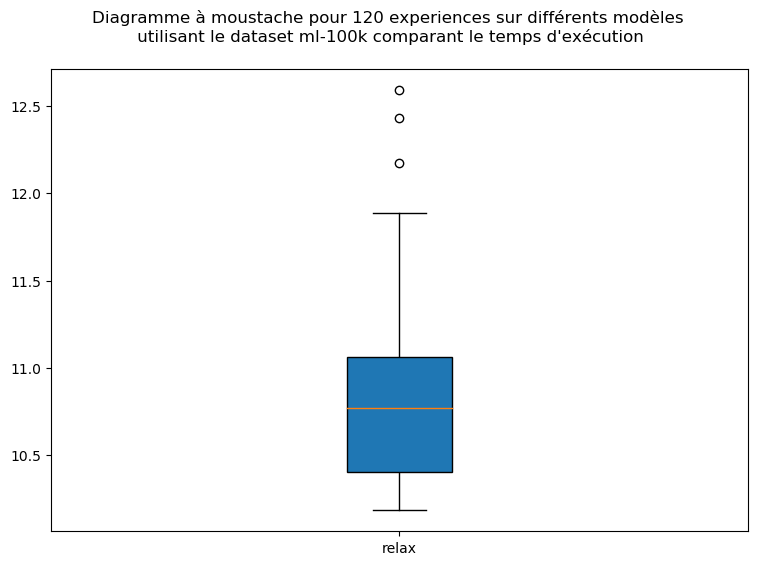 Diagramme à moustache pour 120 experiences sur différents modèles
utilisant le dataset ml-100k comparant le temps d'exécution
12.5
12.0
11.5
11.0
10.5
relax